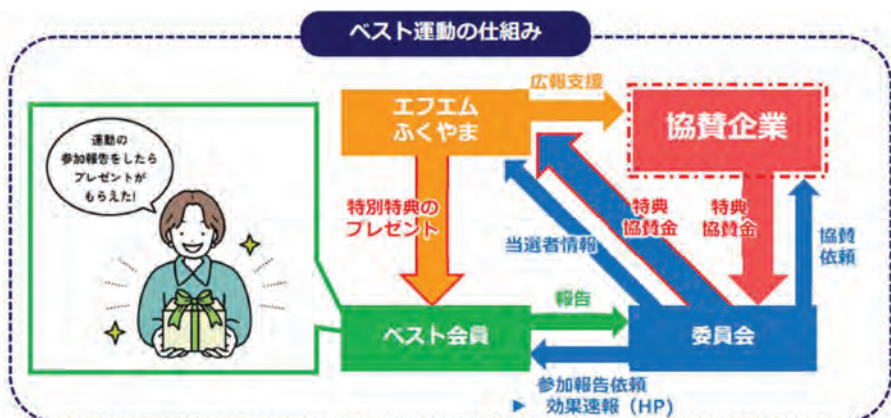 ベスト運動の仕組み
運動の
参加報告をしたら
プレゼントが
もらえた!
エフエム
ふくやま
広報支援
協賛企業
特別特典の
プレゼント
当選者情報
特典
協賛金
特典
協賛金
協賛
依頼
ベスト会員
報告
委員会
参加報告依頼
▶ 効果速報（HP)